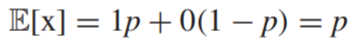 𝔼[x] = 1p + 0(1 − p) = p